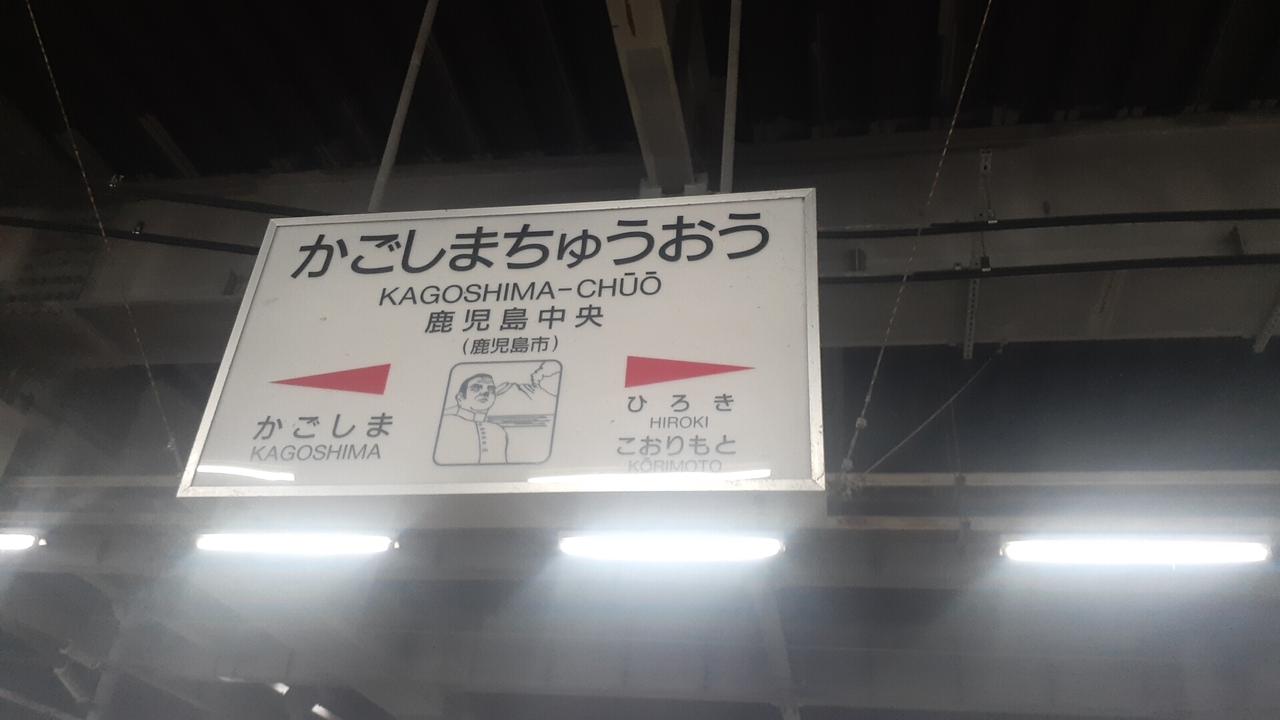 かごしまちゅうおう
KAGOSHIMA-CHŪŌ
鹿児島中央
(鹿児島市)
かごしま
KAGOSHIMA
ひろき
HIROKI
こおりもと
KŌRIMOTO